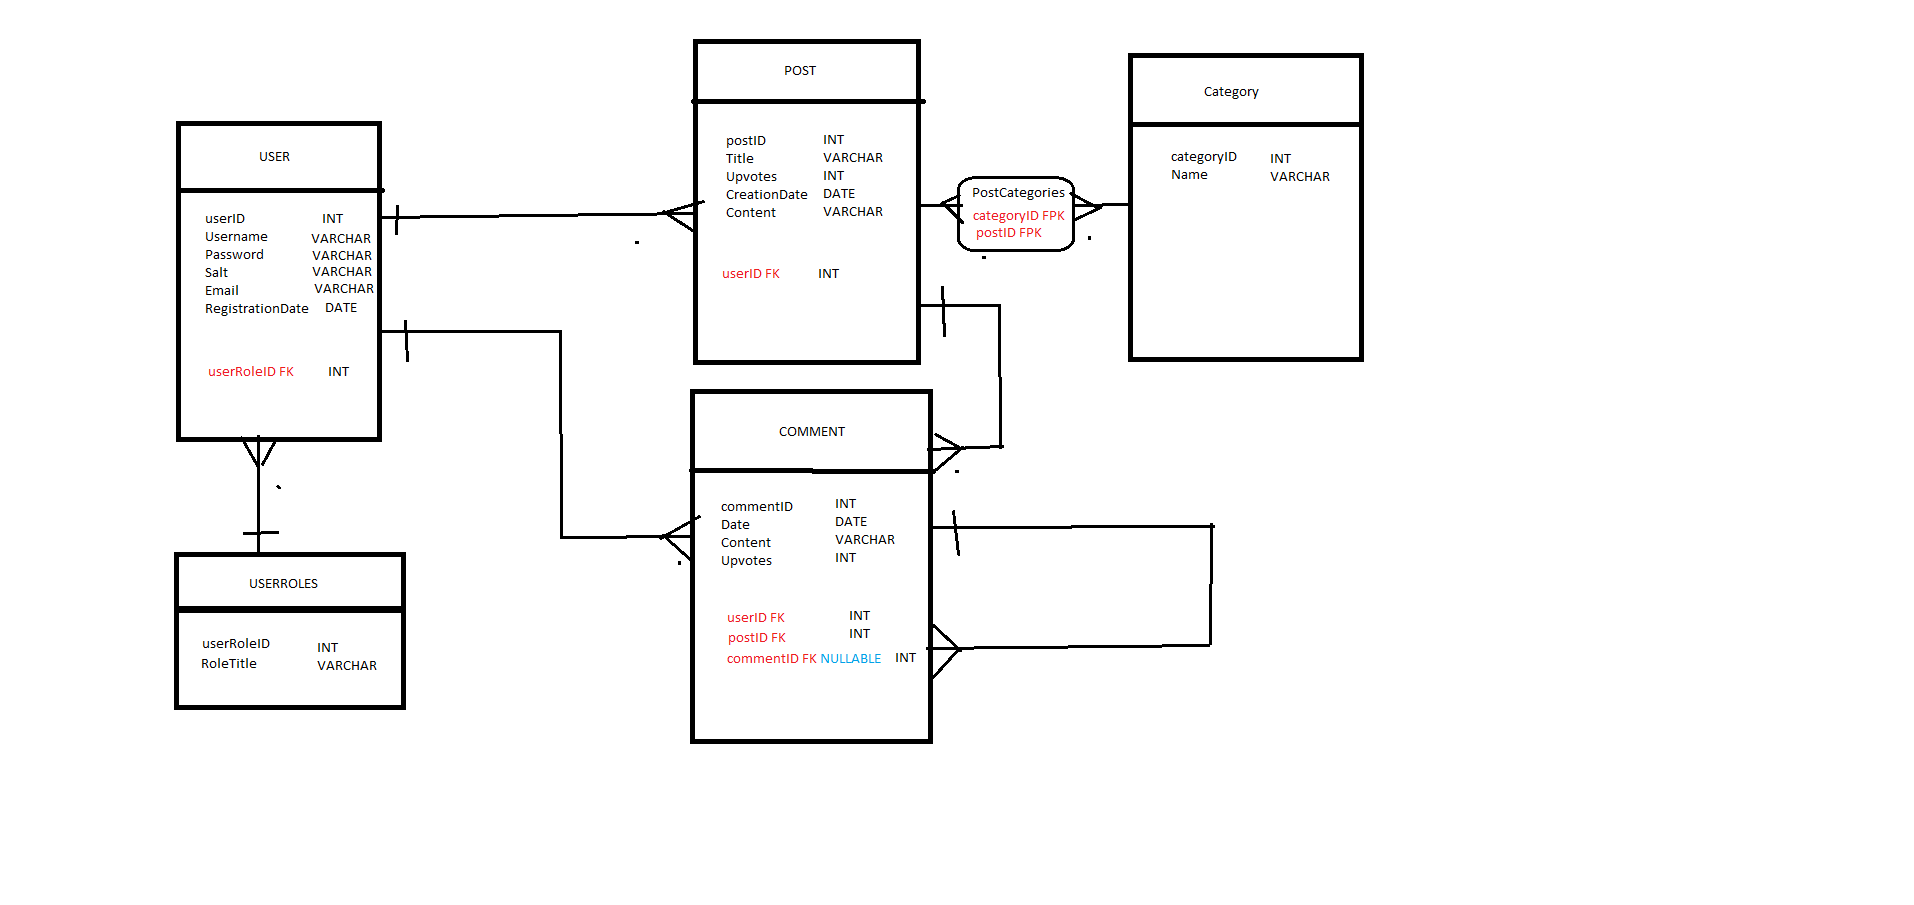 POST
postID INT
Title VARCHAR
Upvotes INT
CreationDate DATE
Content VARCHAR
userID FK INT
Category
categoryID INT
Name VARCHAR
PostCategories
categoryID FPK
postID FPK
USER
userID INT
Username VARCHAR
Password VARCHAR
Salt VARCHAR
Email VARCHAR
RegistrationDate DATE
userRoleID FK INT
COMMENT
commentID INT
Date DATE
Content VARCHAR
Upvotes INT
userID FK INT
postID FK INT
commentID FK NULLABLE INT
USERROLES
userRoleID INT
RoleTitle VARCHAR